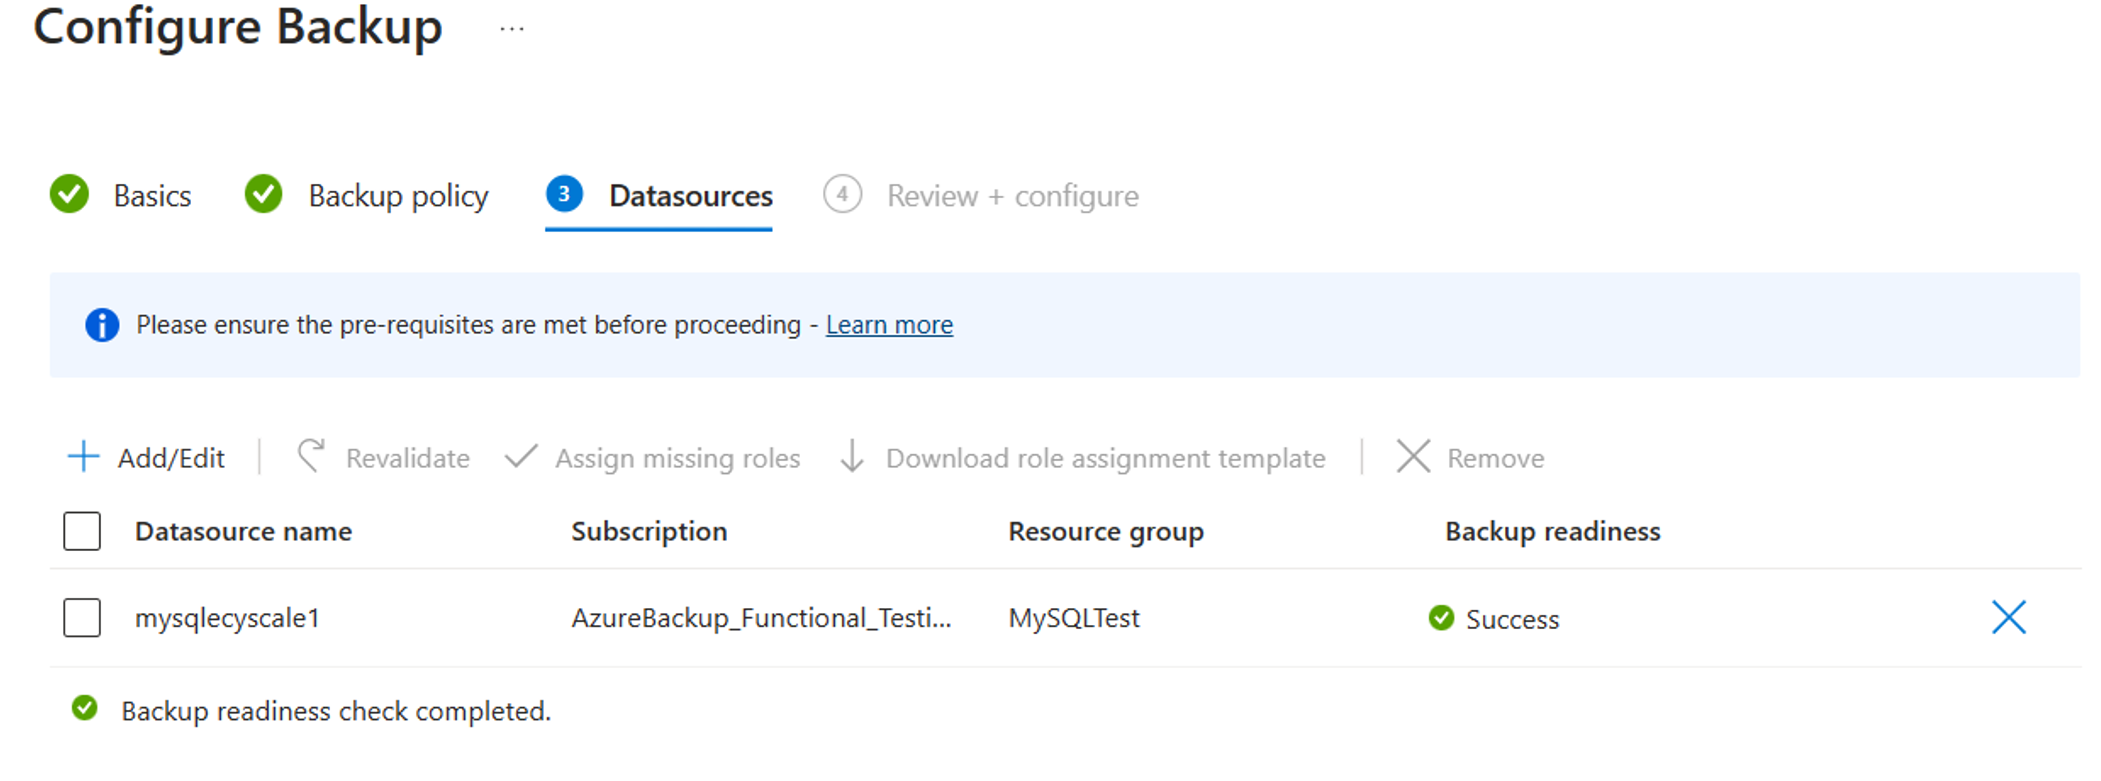 Configure Backup ...
Basics Backup policy 3 Datasources 4 Review + configure
Please ensure the pre-requisites are met before proceeding - Learn more
Add/Edit Revalidate Assign missing roles Download role assignment template Remove
Datasource name Subscription Resource group Backup readiness
mysqlecyscale1 AzureBackup_Functional_Testi... MySQLTest Success
Backup readiness check completed.